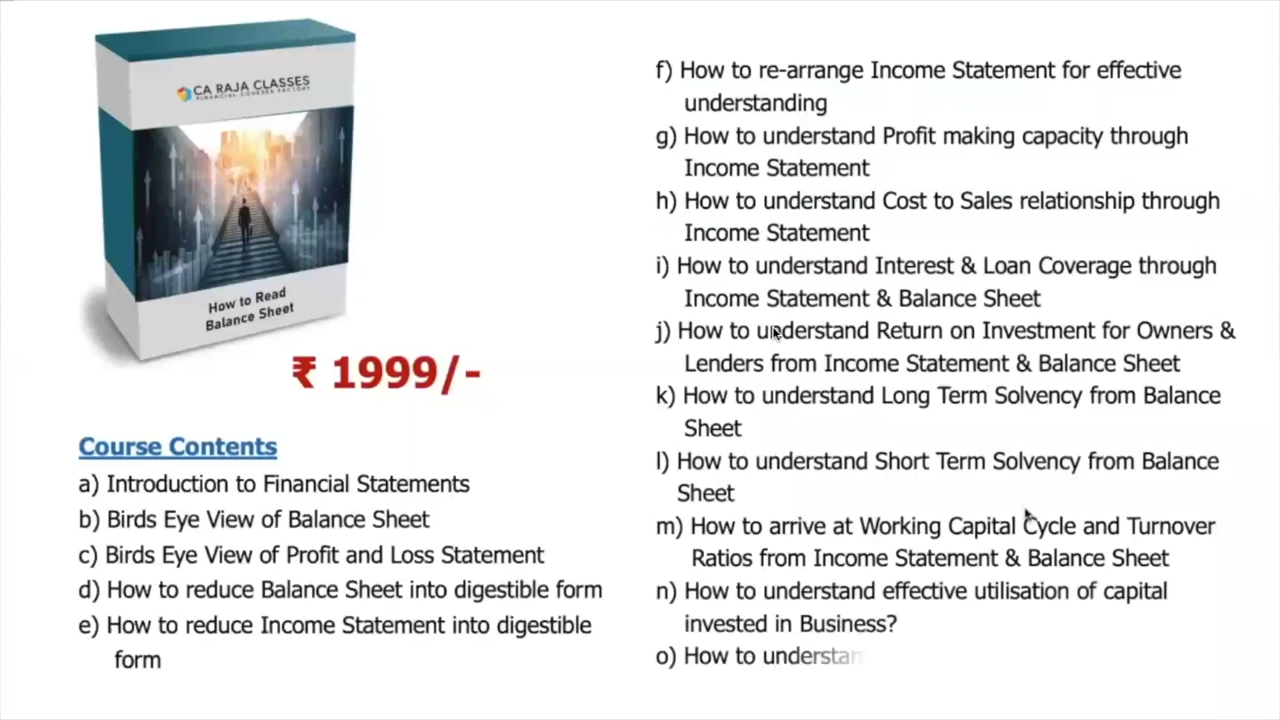 CA RAJA CLASSES
FINANCIAL COURSES FACTORY
How to Read
Balance Sheet
₹ 1999/-
Course Contents
a) Introduction to Financial Statements
b) Birds Eye View of Balance Sheet
c) Birds Eye View of Profit and Loss Statement
d) How to reduce Balance Sheet into digestible form
e) How to reduce Income Statement into digestible
form
f) How to re-arrange Income Statement for effective
understanding
g) How to understand Profit making capacity through
Income Statement
h) How to understand Cost to Sales relationship through
Income Statement
i) How to understand Interest & Loan Coverage through
Income Statement & Balance Sheet
j) How to understand Return on Investment for Owners &
Lenders from Income Statement & Balance Sheet
k) How to understand Long Term Solvency from Balance
Sheet
l) How to understand Short Term Solvency from Balance
Sheet
m) How to arrive at Working Capital Cycle and Turnover
Ratios from Income Statement & Balance Sheet
n) How to understand effective utilisation of capital
invested in Business?
o) How to understan